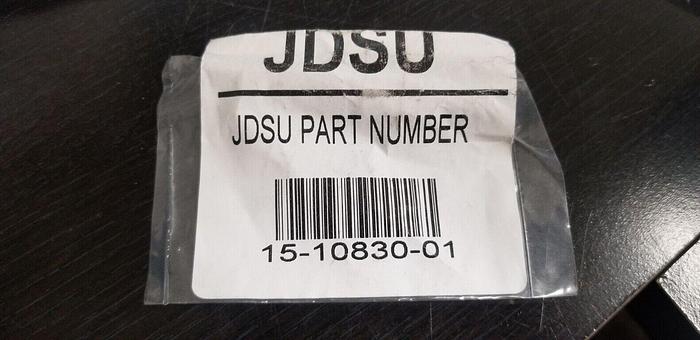 JDSU
JDSU PART NUMBER
15-10830-01